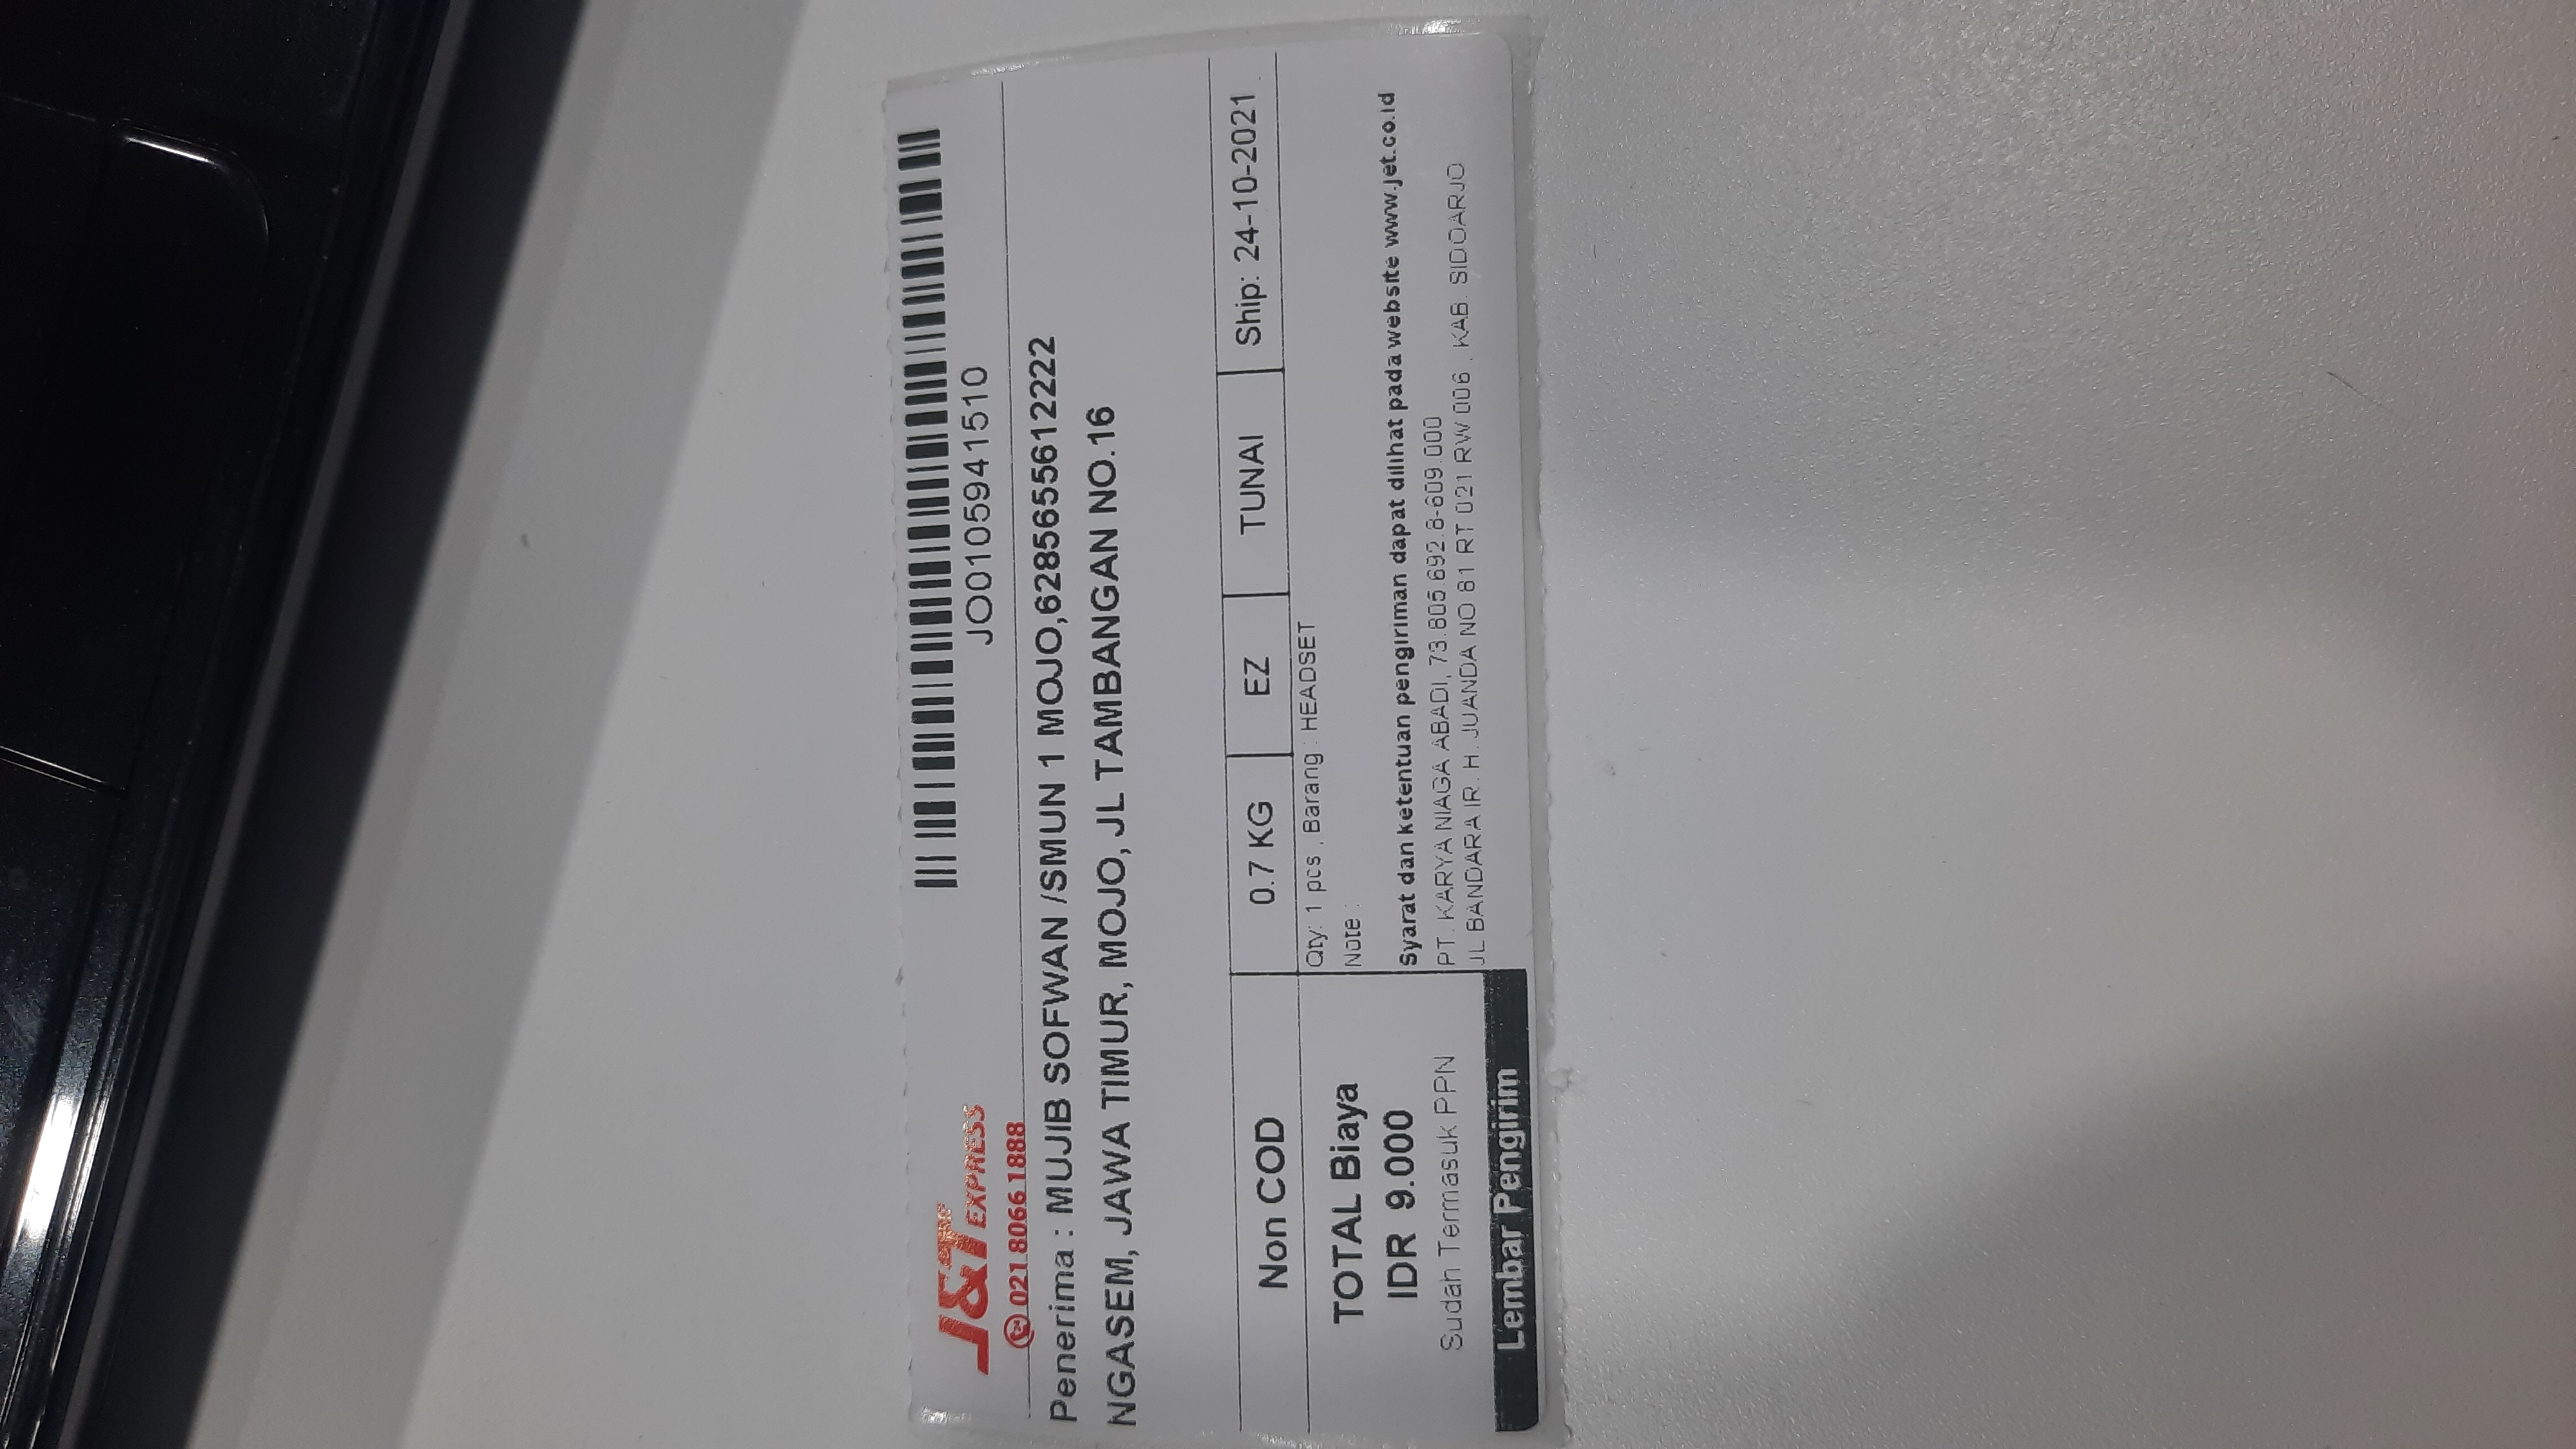 J&T EXPRESS
JO0105941510
021 8066 1888
Penerima : MUJIB SOFWAN /SMUN 1 MOJO,6285655612222
NGASEM, JAWA TIMUR, MOJO, JL TAMBANGAN NO.16
Non COD
0.7 KG
EZ
TUNAI
Ship: 24-10-2021
TOTAL Biaya
IDR 9.000
Sudah Termasuk PPN
Lembar Pengirim
Qty: 1 pcs , Barang : HEADSET
Note :
Syarat dan ketentuan pengiriman dapat dilihat pada website www.jet.co.id
PT. KARYA NIAGA ABADI, 73.805.692.8-609.000
JL BANDARA IR. H. JUANDA NO 81 RT 021 RW 006 , KAB. SIDOARJO